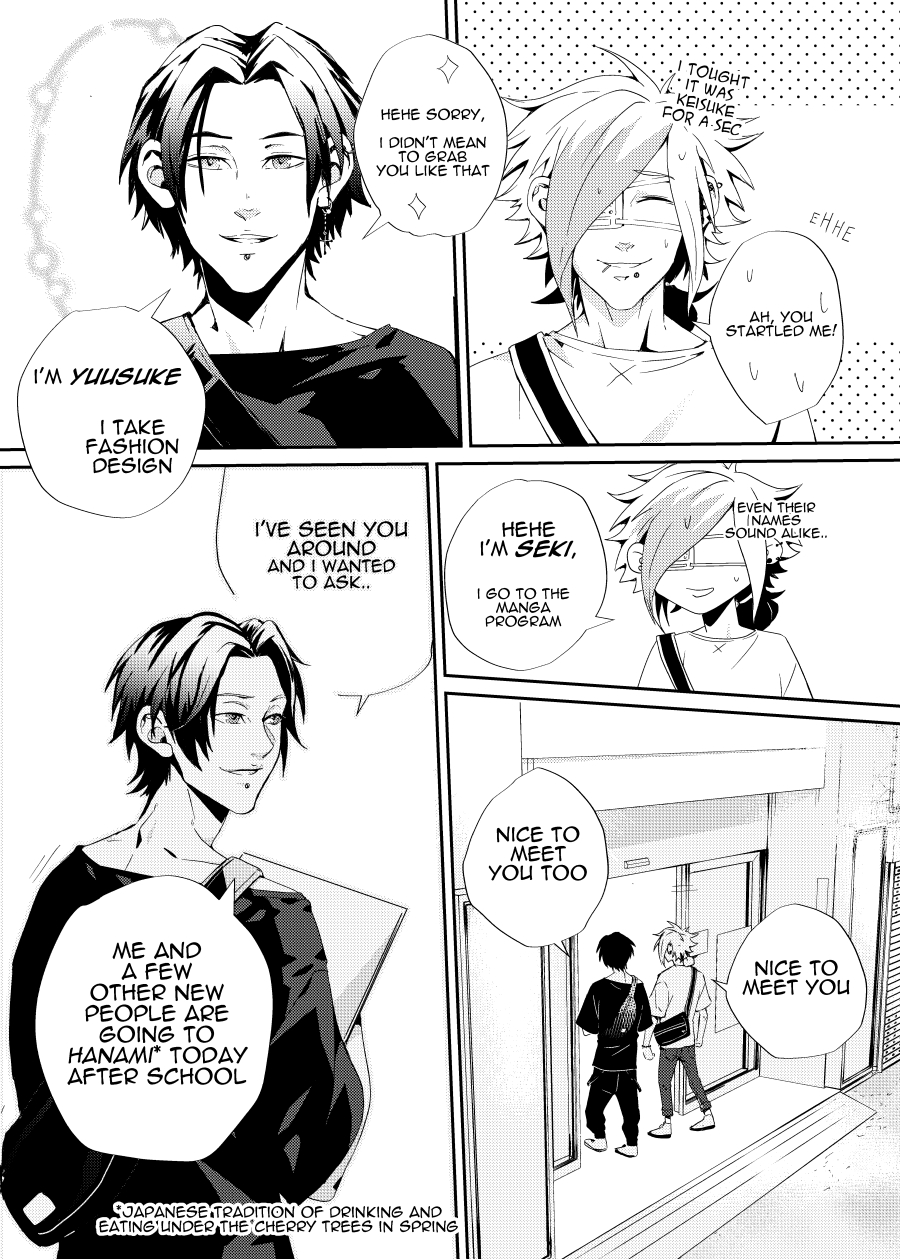 HEHE SORRY,
I DIDN'T MEAN
TO GRAB
YOU LIKE THAT
I TOUGHT
IT WAS
KEISUKE
FOR A SEC
EHHE
AH, YOU
STARTLED ME!
I'M YUUSUKE
I TAKE
FASHION
DESIGN
I'VE SEEN YOU
AROUND
AND I WANTED
TO ASK..
HEHE
I'M SEKI,
I GO TO THE
MANGA
PROGRAM
EVEN THEIR
NAMES
SOUND ALIKE..
ME AND
A FEW
OTHER NEW
PEOPLE ARE
GOING TO
HANAMI* TODAY
AFTER SCHOOL
*JAPANESE TRADITION OF DRINKING AND
EATING UNDER THE CHERRY TREES IN SPRING
NICE TO
MEET
YOU TOO
NICE TO
MEET YOU